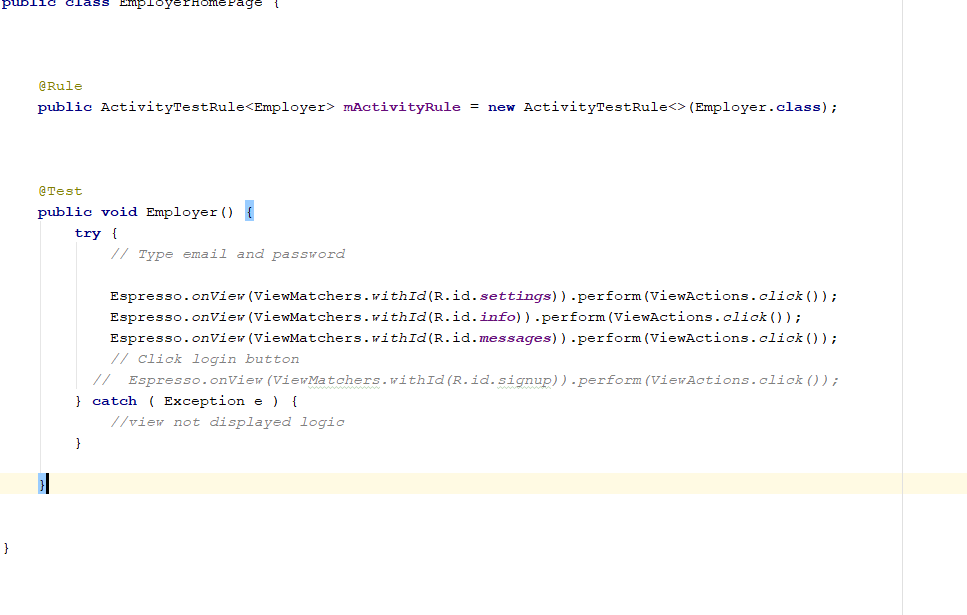 public class EmployerHomePage {
@Rule
public ActivityTestRule<Employer> mActivityRule = new ActivityTestRule<>(Employer.class);
@Test
public void Employer() {
try {
// Type email and password
Espresso.onView(ViewMatchers.withId(R.id.settings)).perform(ViewActions.click());
Espresso.onView(ViewMatchers.withId(R.id.info)).perform(ViewActions.click());
Espresso.onView(ViewMatchers.withId(R.id.messages)).perform(ViewActions.click());
// Click login button
// Espresso.onView(ViewMatchers.withId(R.id.signup)).perform(ViewActions.click());
} catch ( Exception e ) {
//view not displayed logic
}
}
}